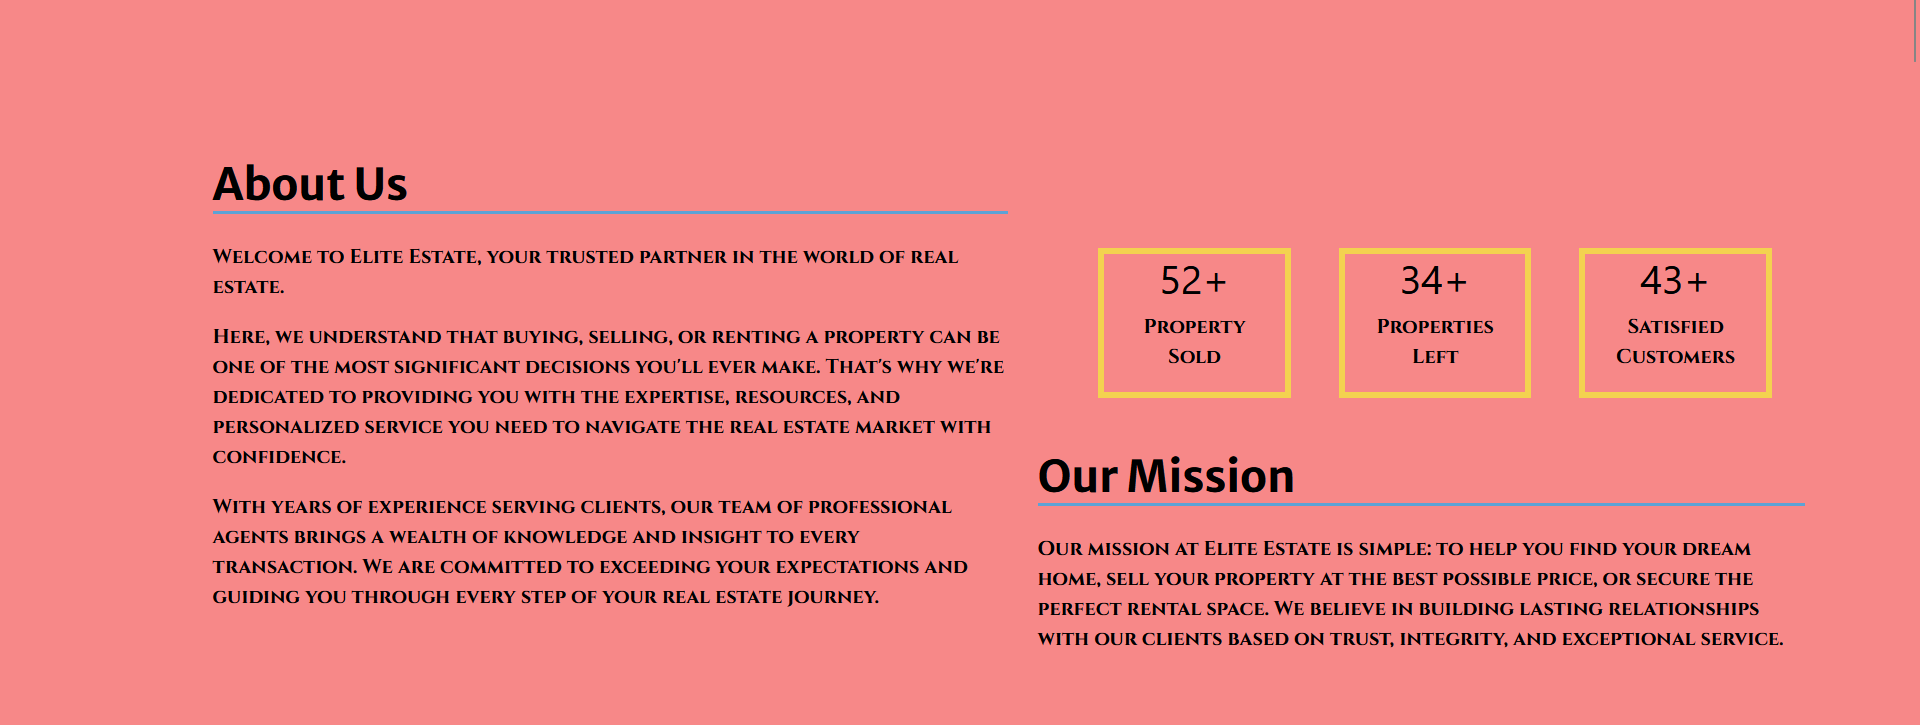 About Us
Welcome to Elite Estate, your trusted partner in the world of real
estate.
Here, we understand that buying, selling, or renting a property can be
one of the most significant decisions you'll ever make. That's why we're
dedicated to providing you with the expertise, resources, and
personalized service you need to navigate the real estate market with
confidence.
With years of experience serving clients, our team of professional
agents brings a wealth of knowledge and insight to every
transaction. We are committed to exceeding your expectations and
guiding you through every step of your real estate journey.
52+
Property
Sold
34+
Properties
Left
43+
Satisfied
Customers
Our Mission
Our mission at Elite Estate is simple: to help you find your dream
home, sell your property at the best possible price, or secure the
perfect rental space. We believe in building lasting relationships
with our clients based on trust, integrity, and exceptional service.